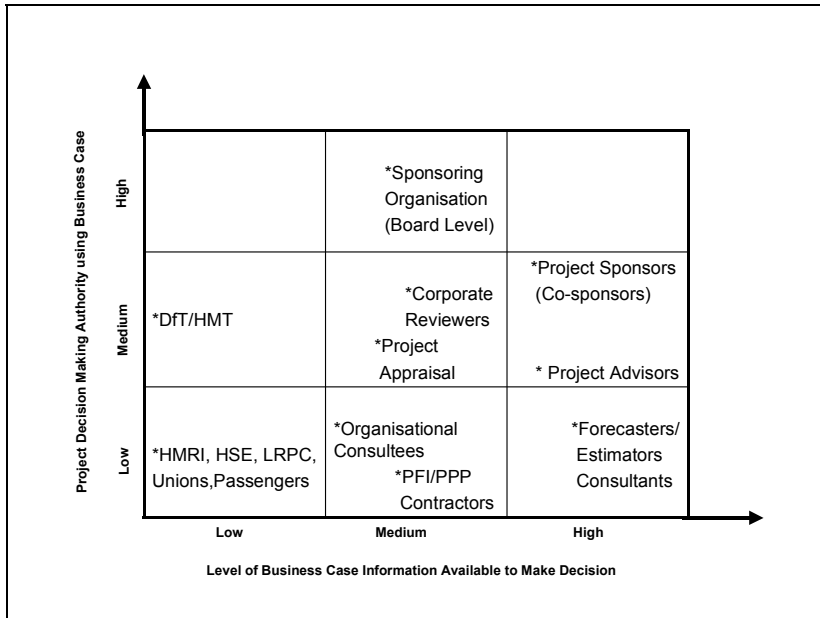 Project Decision Making Authority using Business Case
High
Medium
Low
*Sponsoring
Organisation
(Board Level)
*DfT/HMT
*Corporate
Reviewers
*Project
Appraisal
*Project Sponsors
(Co-sponsors)
* Project Advisors
*HMRI, HSE, LRPC,
Unions,Passengers
*Organisational
Consultees
*PFI/PPP
Contractors
*Forecasters/
Estimators
Consultants
Low
Medium
High
Level of Business Case Information Available to Make Decision